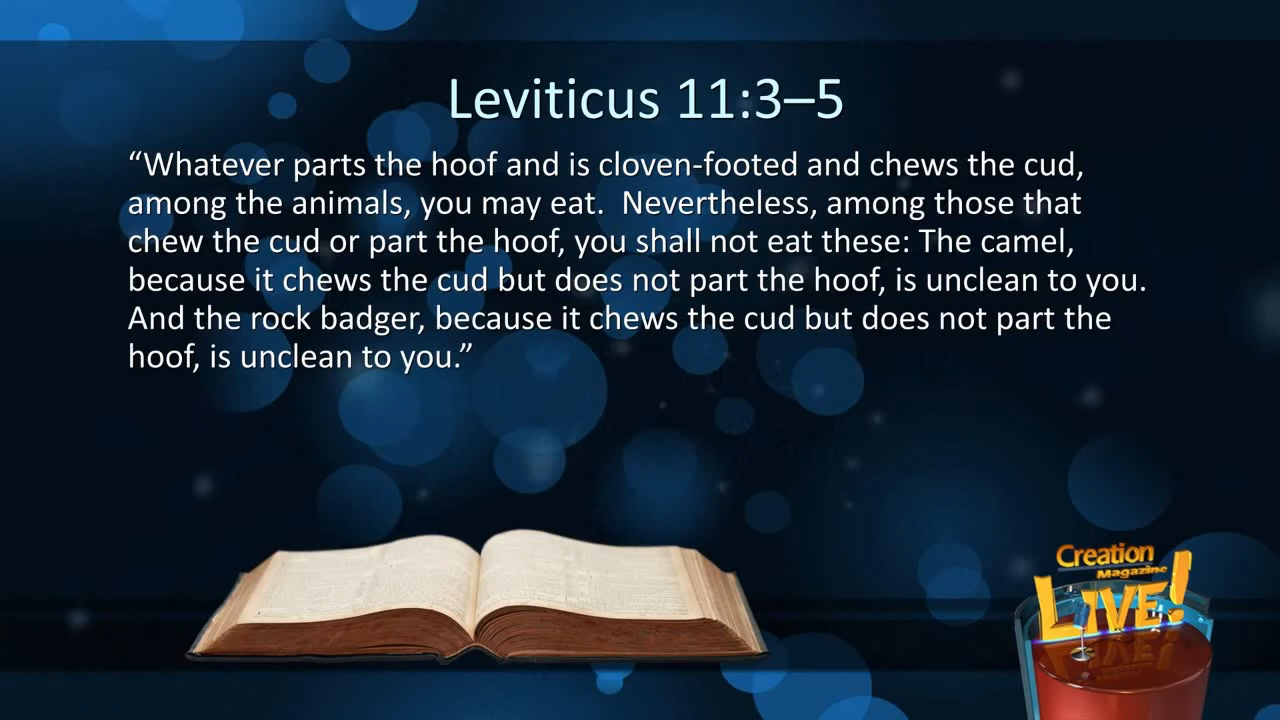 Leviticus 11:3–5
“Whatever parts the hoof and is cloven-footed and chews the cud,
among the animals, you may eat.  Nevertheless, among those that
chew the cud or part the hoof, you shall not eat these: The camel,
because it chews the cud but does not part the hoof, is unclean to you.
And the rock badger, because it chews the cud but does not part the
hoof, is unclean to you.”
Creation
Magazine
LIVE!